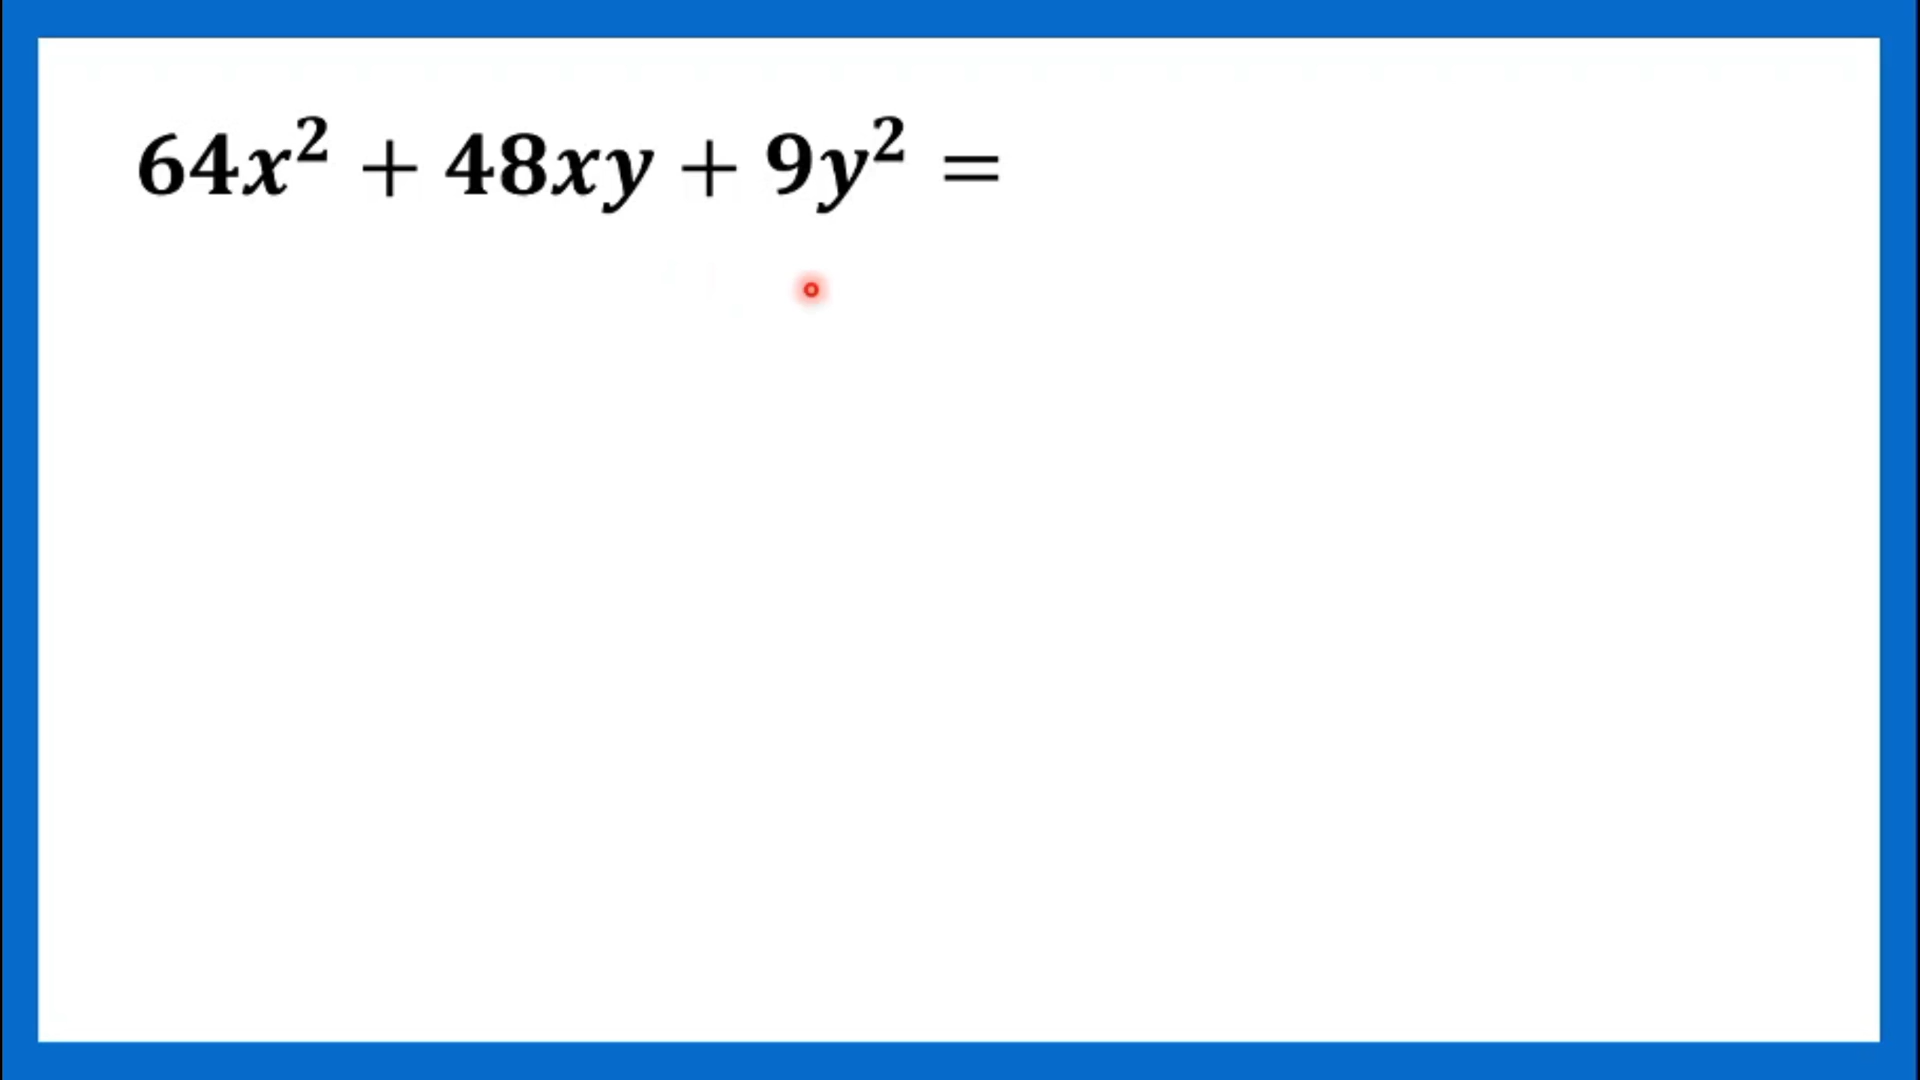 64x² + 48xy + 9y² =